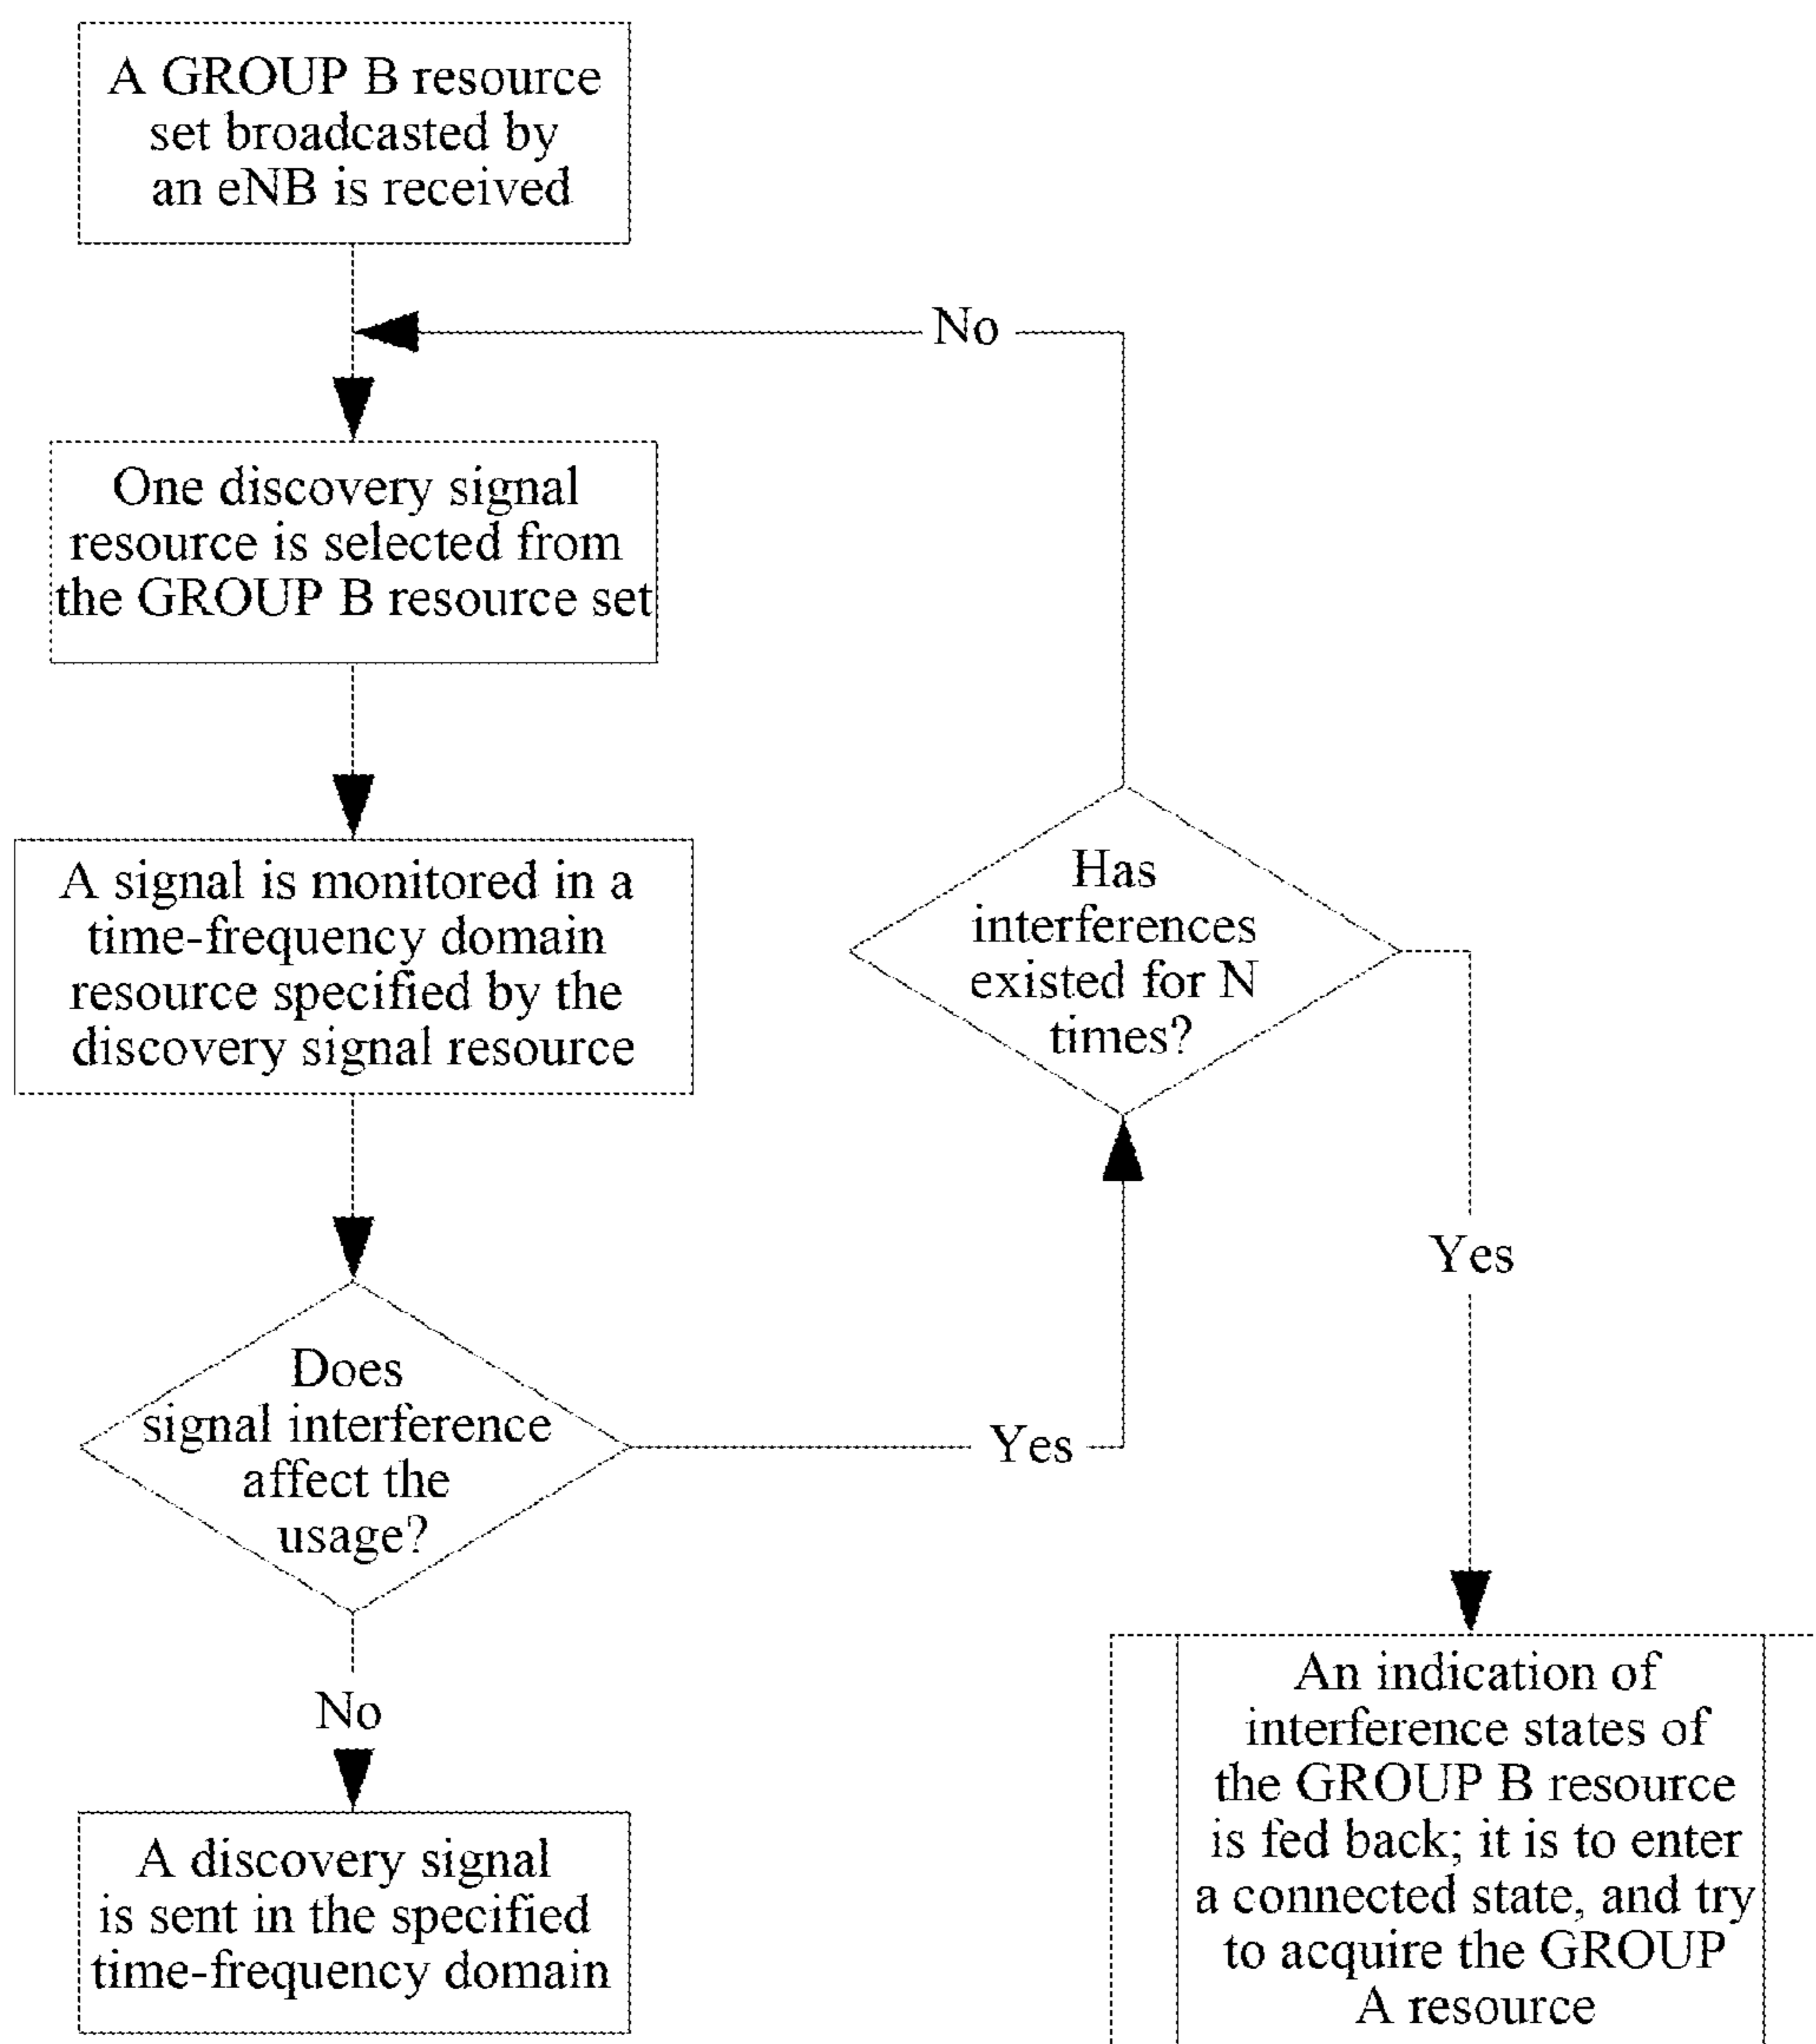 A GROUP B resource
set broadcasted by
an eNB is received
No
One discovery signal
resource is selected from
the GROUP B resource set
A signal is monitored in a
time-frequency domain
resource specified by the
discovery signal resource
Has
interferences
existed for N
times?
Yes
Does
signal interference
affect the
usage?
Yes
No
A discovery signal
is sent in the specified
time-frequency domain
An indication of
interference states of
the GROUP B resource
is fed back; it is to enter
a connected state, and try
to acquire the GROUP
A resource